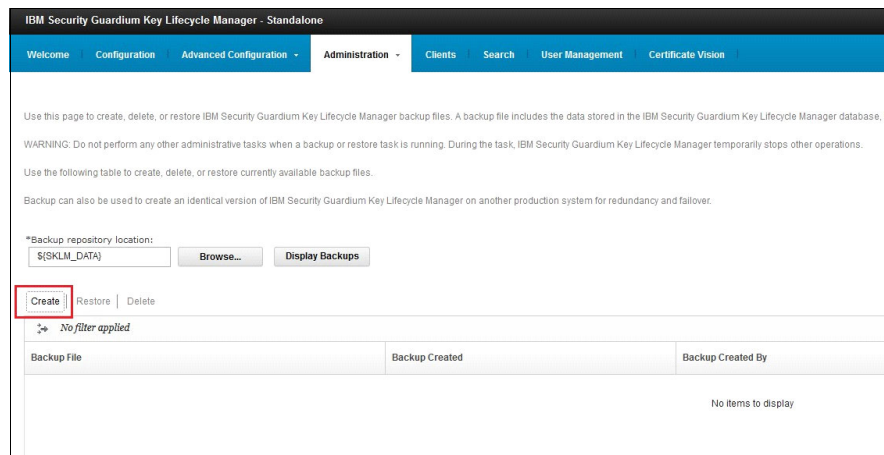 IBM Security Guardium Key Lifecycle Manager - Standalone
Welcome Configuration Advanced Configuration Administration Clients Search User Management Certificate Vision
Use this page to create, delete, or restore IBM Security Guardium Key Lifecycle Manager backup files. A backup file includes the data stored in the IBM Security Guardium Key Lifecycle Manager database,
WARNING: Do not perform any other administrative tasks when a backup or restore task is running. During the task, IBM Security Guardium Key Lifecycle Manager temporarily stops other operations.
Use the following table to create, delete, or restore currently available backup files.
Backup can also be used to create an identical version of IBM Security Guardium Key Lifecycle Manager on another production system for redundancy and failover.
*Backup repository location:
${SKLM_DATA} Browse... Display Backups
Create Restore Delete
No filter applied
Backup File Backup Created Backup Created By
No items to display